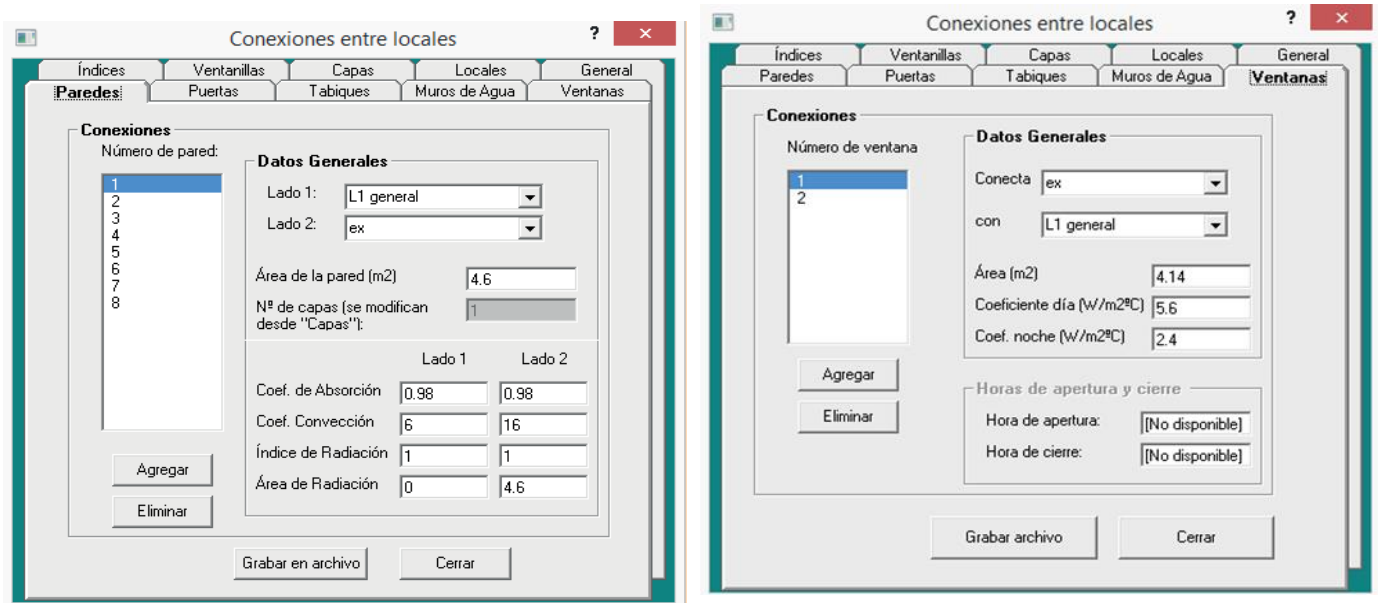 Conexiones entre locales ?
Índices Ventanillas Capas Locales General
Paredes Puertas Tabiques Muros de Agua Ventanas
Conexiones
Número de pared:
1
2
3
4
5
6
7
8
Agregar
Eliminar
Datos Generales
Lado 1: L1 general
Lado 2: ex
Área de la pared (m2) 4.6
Nº de capas (se modifican
desde "Capas"): 1
Lado 1 Lado 2
Coef. de Absorción 0.98 0.98
Coef. Convección 6 16
Índice de Radiación 1 1
Área de Radiación 0 4.6
Grabar en archivo Cerrar
Conexiones entre locales ?
Índices Ventanillas Capas Locales General
Paredes Puertas Tabiques Muros de Agua Ventanas
Conexiones
Número de ventana
1
2
Agregar
Eliminar
Datos Generales
Conecta ex
con L1 general
Área (m2) 4.14
Coeficiente día (W/m2ºC) 5.6
Coef. noche (W/m2ºC) 2.4
Horas de apertura y cierre
Hora de apertura: [No disponible]
Hora de cierre: [No disponible]
Grabar archivo Cerrar